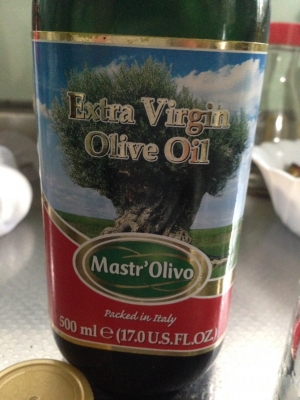 Extra Virgin
Olive Oil
Mastr'Olivo
Packed in Italy
500 ml ℮ (17.0 U.S.FL.OZ.)